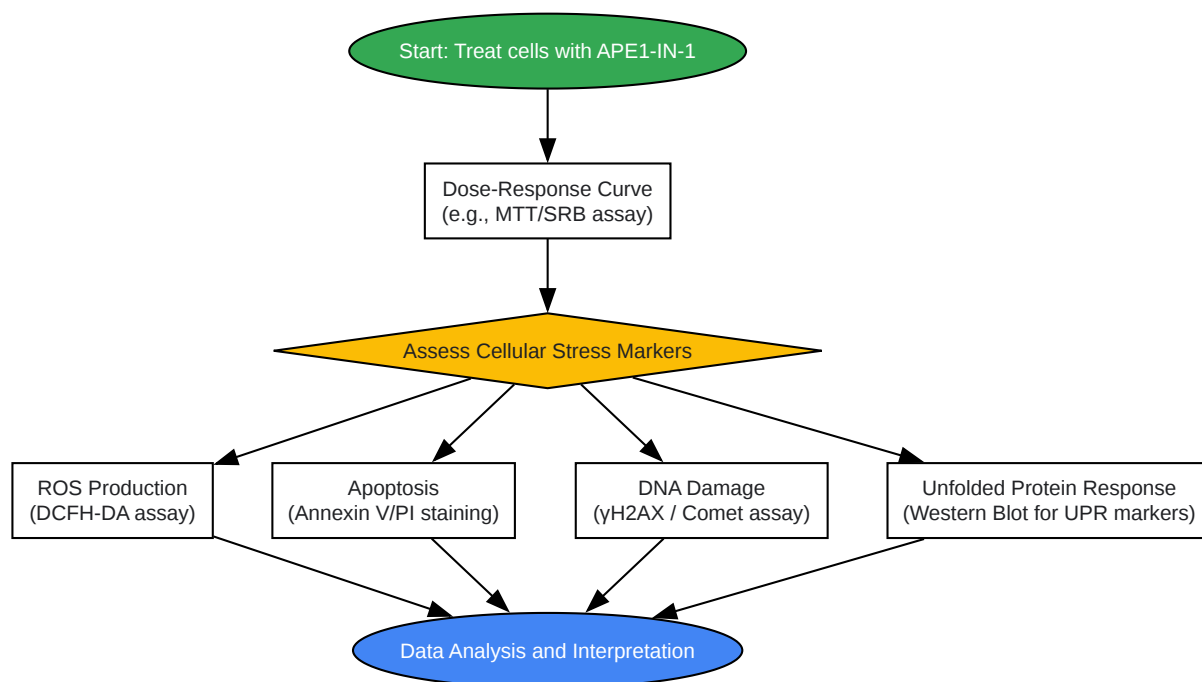 Start: Treat cells with APE1-IN-1
Dose-Response Curve
(e.g., MTT/SRB assay)
Assess Cellular Stress Markers
ROS Production
(DCFH-DA assay)
Apoptosis
(Annexin V/PI staining)
DNA Damage
(γH2AX / Comet assay)
Unfolded Protein Response
(Western Blot for UPR markers)
Data Analysis and Interpretation